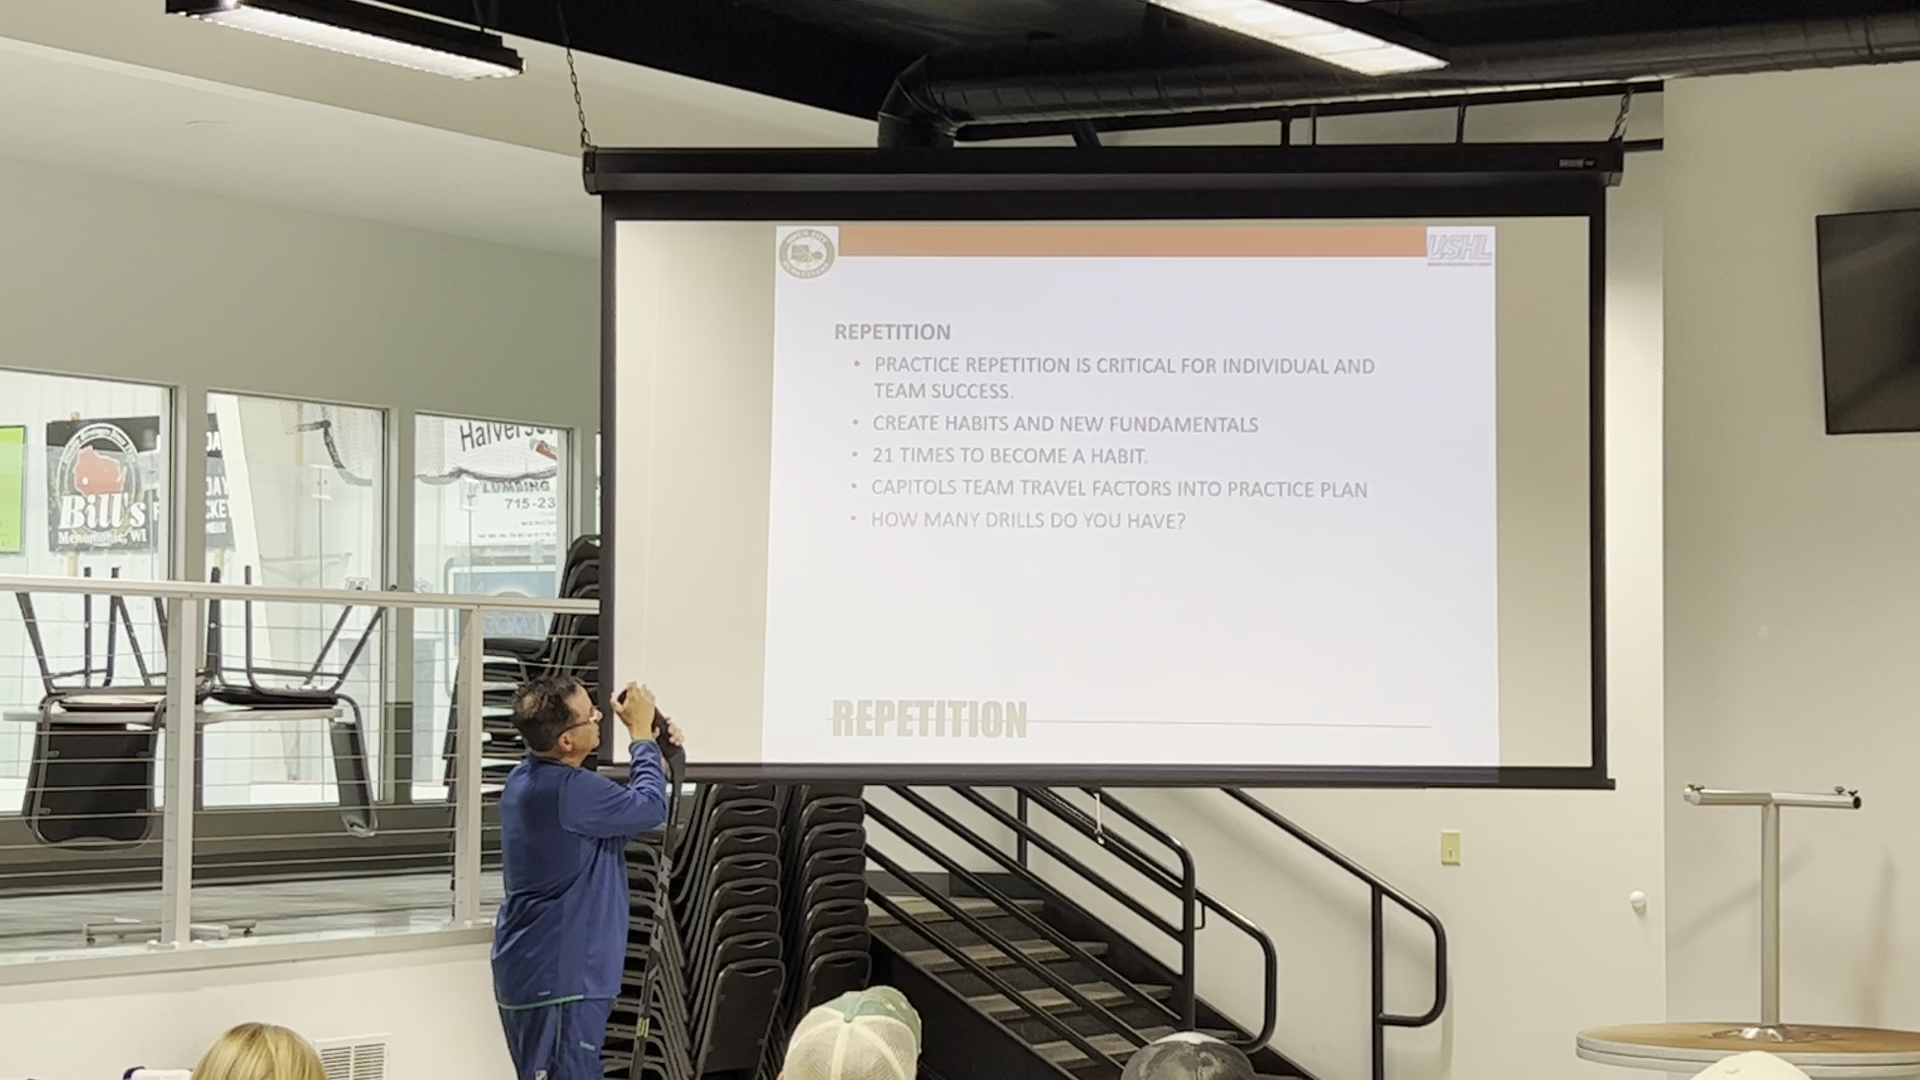 USHL
REPETITION
• PRACTICE REPETITION IS CRITICAL FOR INDIVIDUAL AND
TEAM SUCCESS.
• CREATE HABITS AND NEW FUNDAMENTALS
• 21 TIMES TO BECOME A HABIT.
• CAPITOLS TEAM TRAVEL FACTORS INTO PRACTICE PLAN
• HOW MANY DRILLS DO YOU HAVE?
REPETITION
Bill's
Menomonie, WI
715-23